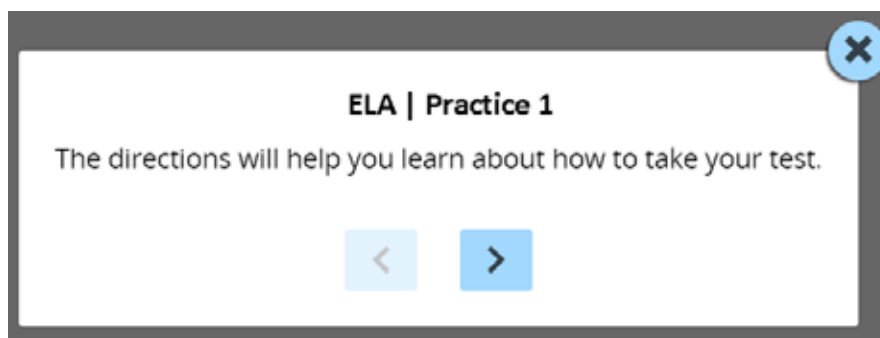 ELA | Practice 1
The directions will help you learn about how to take your test.